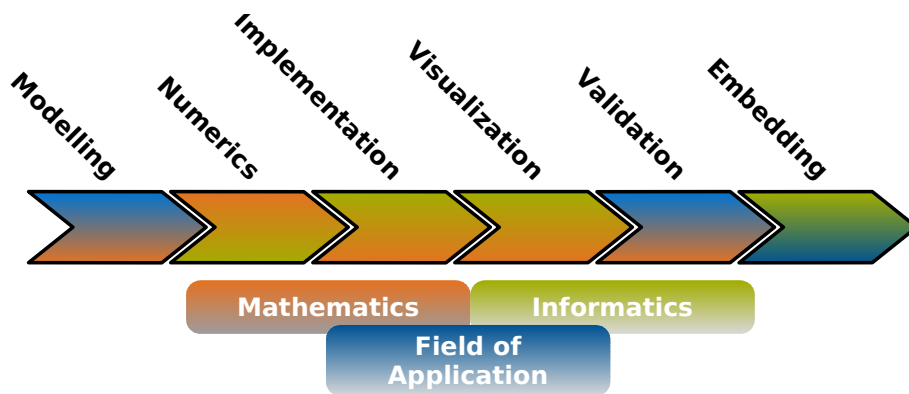 Modelling
Numerics
Implementation
Visualization
Validation
Embedding
Mathematics
Informatics
Field of
Application